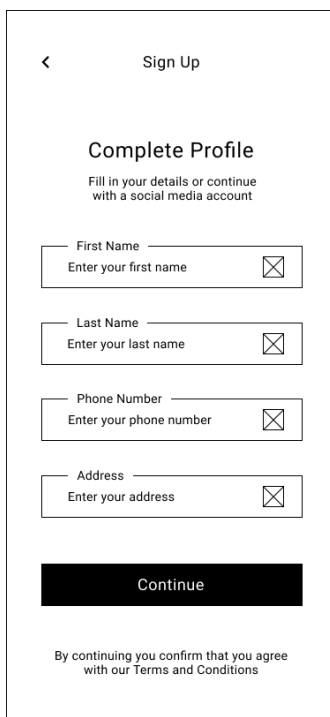 Sign Up
Complete Profile
Fill in your details or continue
with a social media account
First Name
Enter your first name
Last Name
Enter your last name
Phone Number
Enter your phone number
Address
Enter your address
Continue
By continuing you confirm that you agree
with our Terms and Conditions